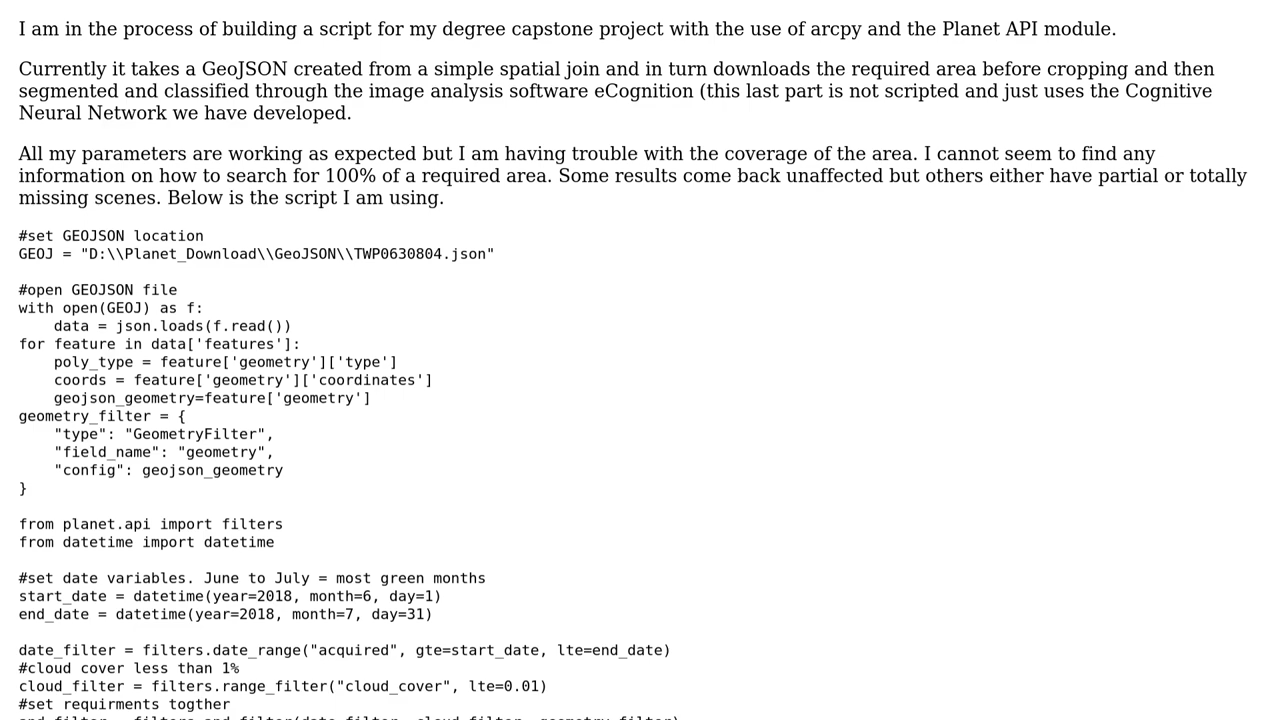 I am in the process of building a script for my degree capstone project with the use of arcpy and the Planet API module.
Currently it takes a GeoJSON created from a simple spatial join and in turn downloads the required area before cropping and then
segmented and classified through the image analysis software eCognition (this last part is not scripted and just uses the Cognitive
Neural Network we have developed.
All my parameters are working as expected but I am having trouble with the coverage of the area. I cannot seem to find any
information on how to search for 100% of a required area. Some results come back unaffected but others either have partial or totally
missing scenes. Below is the script I am using.
#set GEOJSON location
GEOJ = "D:\\Planet_Download\\GeoJSON\\TWP0630804.json"
#open GEOJSON file
with open(GEOJ) as f:
    data = json.loads(f.read())
for feature in data['features']:
    poly_type = feature['geometry']['type']
    coords = feature['geometry']['coordinates']
    geojson_geometry=feature['geometry']
geometry_filter = {
    "type": "GeometryFilter",
    "field_name": "geometry",
    "config": geojson_geometry
}
from planet.api import filters
from datetime import datetime
#set date variables. June to July = most green months
start_date = datetime(year=2018, month=6, day=1)
end_date = datetime(year=2018, month=7, day=31)
date_filter = filters.date_range("acquired", gte=start_date, lte=end_date)
#cloud cover less than 1%
cloud_filter = filters.range_filter("cloud_cover", lte=0.01)
#set requirments togther
and_filter = filters.and_filter(date_filter, cloud_filter, geometry_filter)